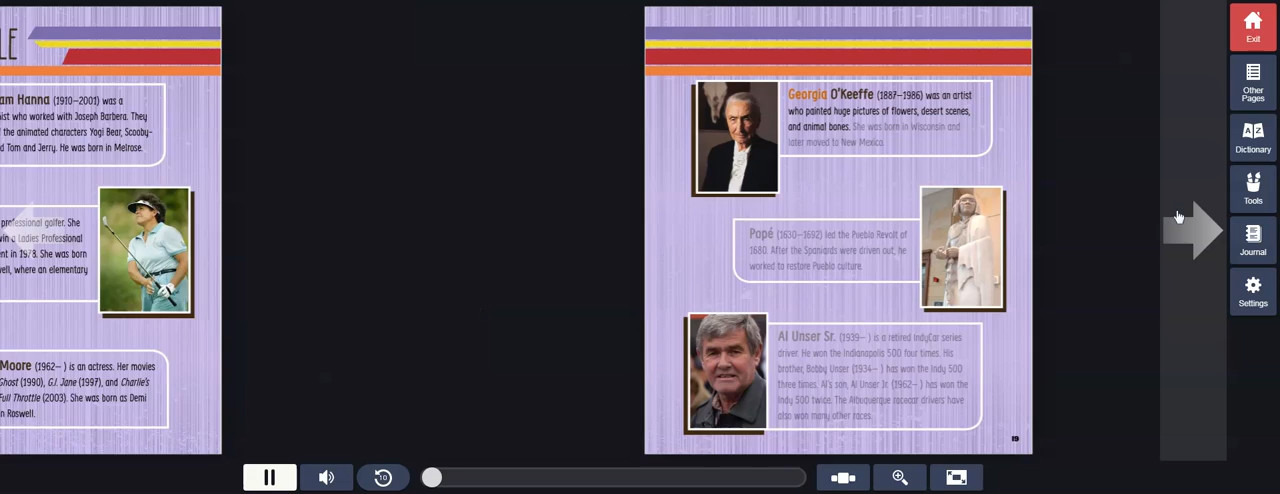 LE
am Hanna (1910–2001) was a
ist who worked with Joseph Barbera. They
the animated characters Yogi Bear, Scooby-
d Tom and Jerry. He was born in Melrose.
professional golfer. She
win a Ladies Professional
ent in 1978. She was born
well, where an elementary
Moore (1962– ) is an actress. Her movies
Ghost (1990), G.I. Jane (1997), and Charlie's
Full Throttle (2003). She was born as Demi
in Roswell.
Georgia O'Keeffe (1887–1986) was an artist
who painted huge pictures of flowers, desert scenes,
and animal bones. She was born in Wisconsin and
later moved to New Mexico.
Popé (1630–1692) led the Pueblo Revolt of
1680. After the Spaniards were driven out, he
worked to restore Pueblo culture.
Al Unser Sr. (1939– ) is a retired IndyCar series
driver. He won the Indianapolis 500 four times. His
brother, Bobby Unser (1934– ) has won the Indy 500
three times. Al's son, Al Unser Jr. (1962– ) has won the
Indy 500 twice. The Albuquerque racecar drivers have
also won many other races.
19
Exit
Other
Pages
Dictionary
Tools
Journal
Settings
10